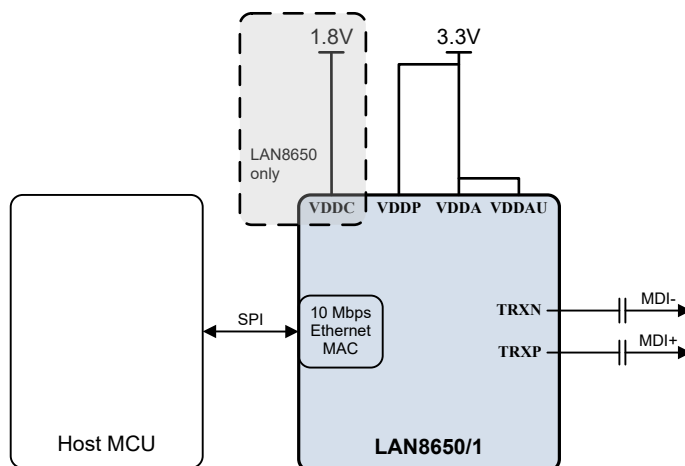 1.8V
3.3V
LAN8650
only
VDDC
VDDP
VDDA
VDDAU
SPI
10 Mbps
Ethernet
MAC
TRXN
MDI-
TRXP
MDI+
Host MCU
LAN8650/1